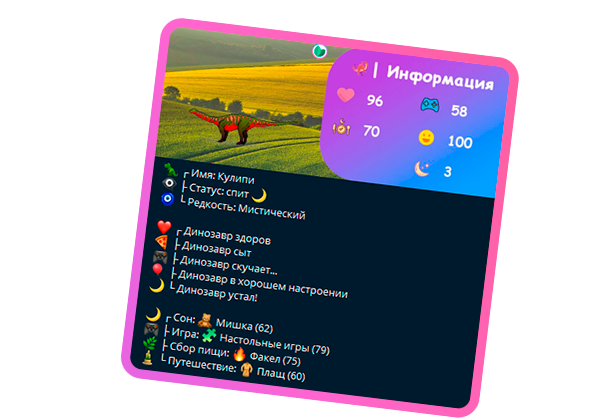 | Информация
96 58
70 100
3
┌ Имя: Кулипи
├ Статус: спит 🌙
└ Редкость: Мистический
┌ Динозавр здоров
├ Динозавр сыт
├ Динозавр скучает...
├ Динозавр в хорошем настроении
└ Динозавр устал!
┌ Сон: 🧸 Мишка (62)
├ Игра: 🧩 Настольные игры (79)
├ Сбор пищи: 🔥 Факел (75)
└ Путешествие: 🧥 Плащ (60)